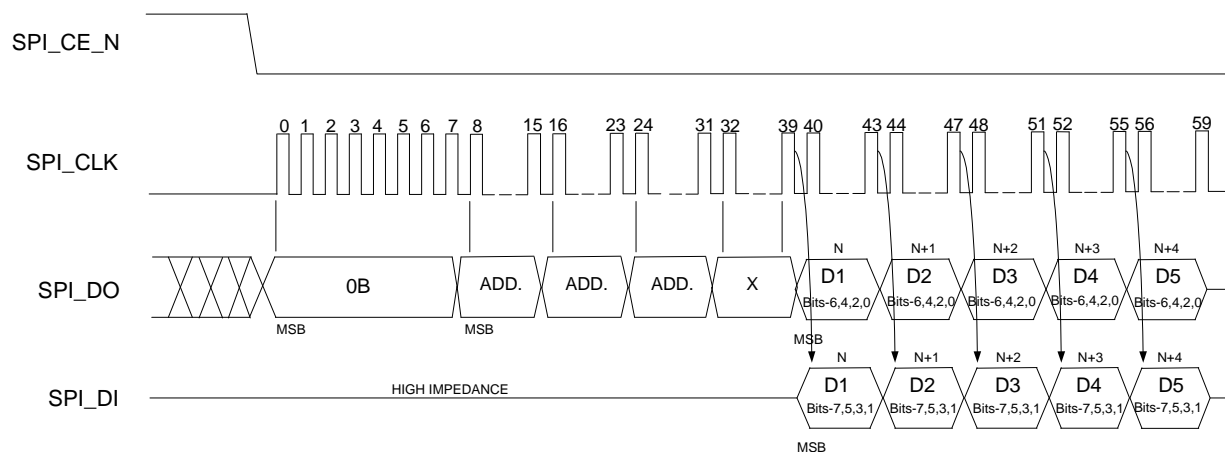 SPI_CE_N
0 1 2 3 4 5 6 7 8 15 16 23 24 31 32 39 40 43 44 47 48 51 52 55 56 59
SPI_CLK
N N+1 N+2 N+3 N+4
SPI_DO
0B ADD. ADD. ADD. X D1 D2 D3 D4 D5
Bits-6,4,2,0 Bits-6,4,2,0 Bits-6,4,2,0 Bits-6,4,2,0 Bits-6,4,2,0
MSB MSB MSB
N N+1 N+2 N+3 N+4
SPI_DI
HIGH IMPEDANCE
D1 D2 D3 D4 D5
Bits-7,5,3,1 Bits-7,5,3,1 Bits-7,5,3,1 Bits-7,5,3,1 Bits-7,5,3,1
MSB